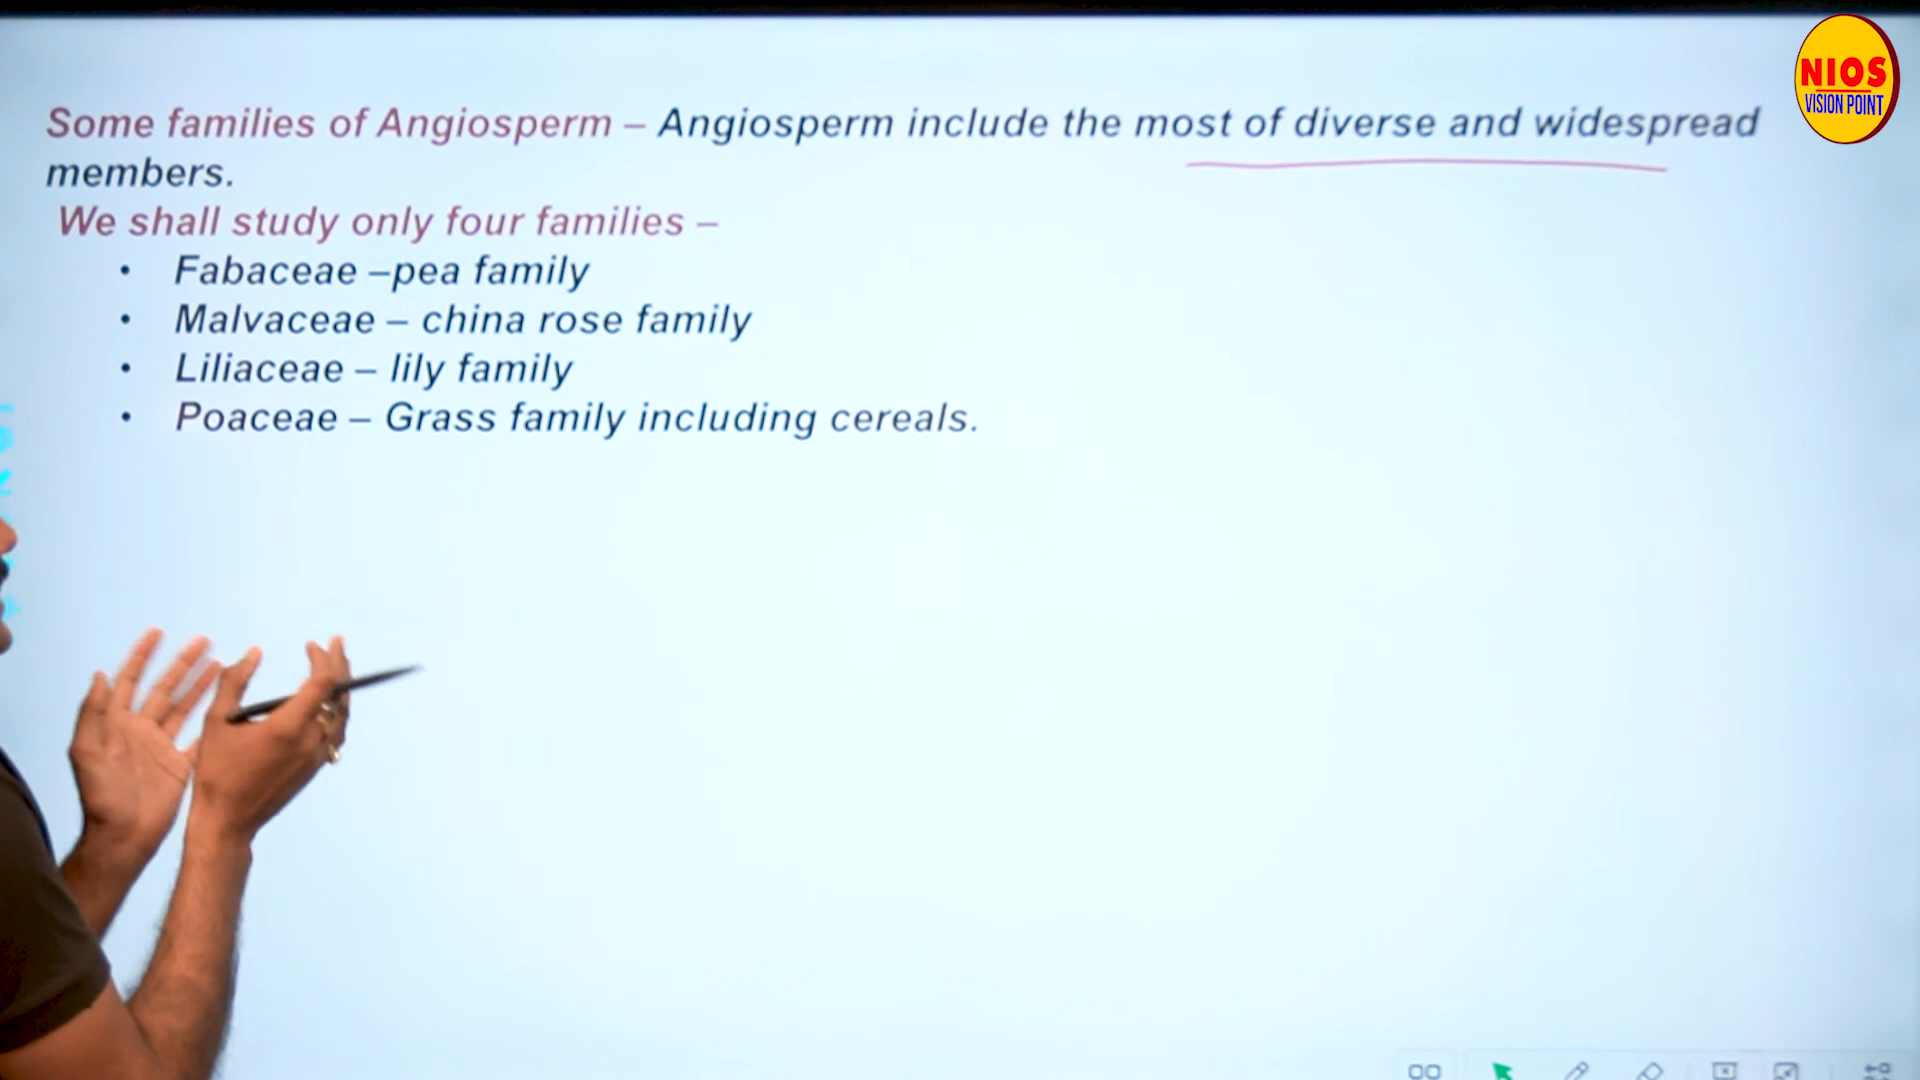 Some families of Angiosperm – Angiosperm include the most of diverse and widespread
members.
We shall study only four families –
• Fabaceae –pea family
• Malvaceae – china rose family
• Liliaceae – lily family
• Poaceae – Grass family including cereals.
NIOS
VISION POINT